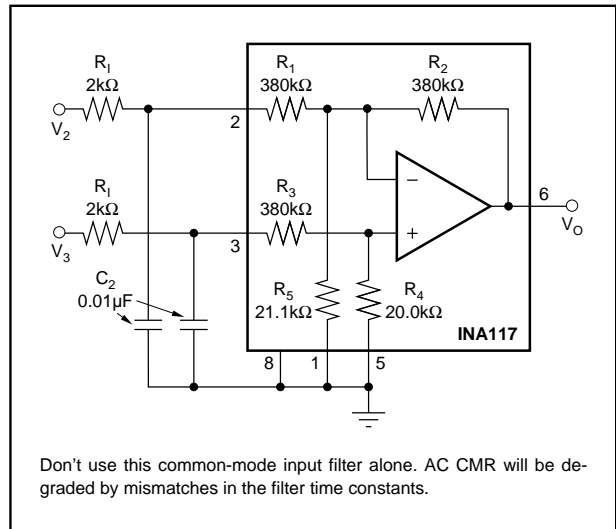 R1
2kΩ
V2
R1
380kΩ
R2
380kΩ
2
RI
2kΩ
V3
R3
380kΩ
3
−
+
6
VO
C2
0.01µF
R5
21.1kΩ
R4
20.0kΩ
INA117
8
1
5
Don't use this common-mode input filter alone. AC CMR will be de-
graded by mismatches in the filter time constants.